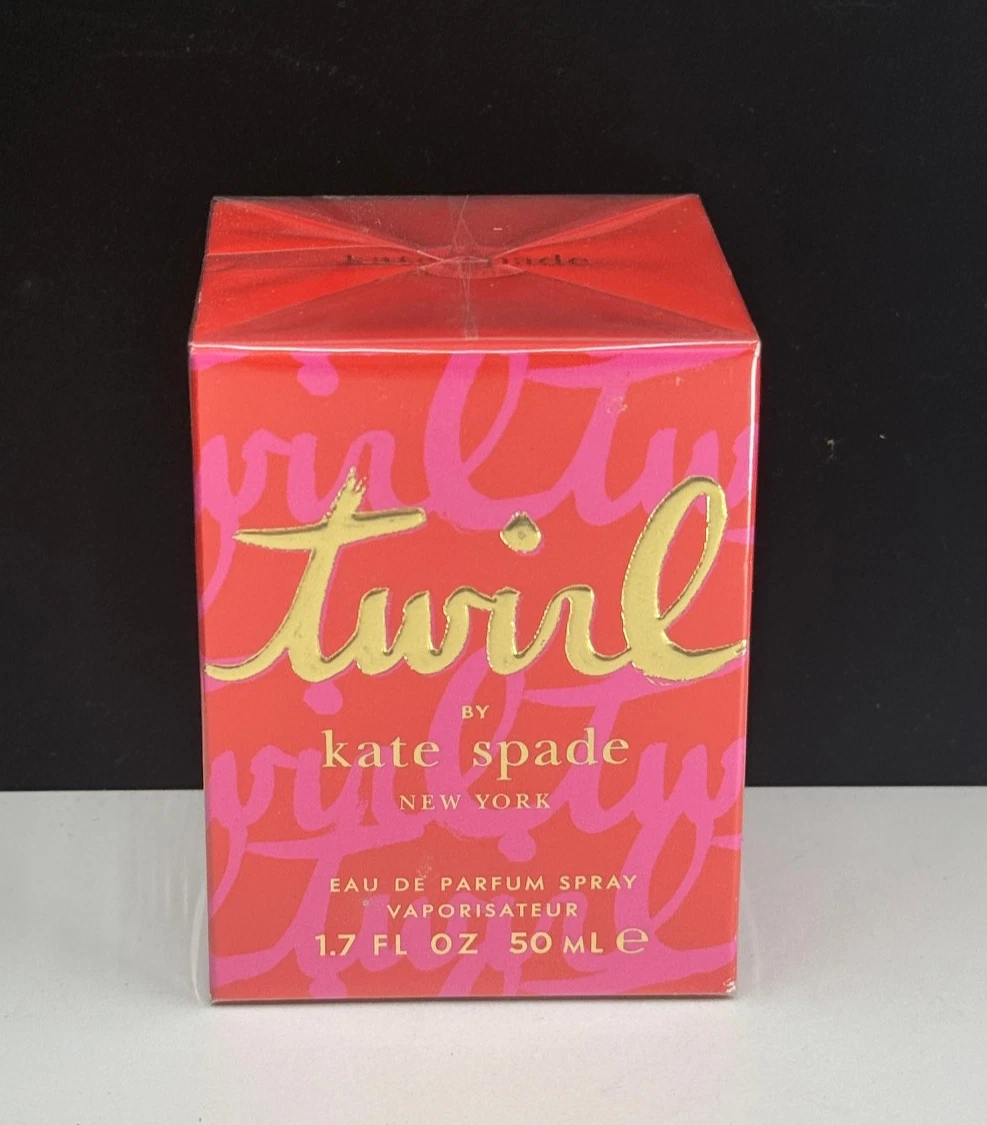 kate spade
twirl
BY
kate spade
NEW YORK
EAU DE PARFUM SPRAY
VAPORISATEUR
1.7 FL OZ 50 ML e